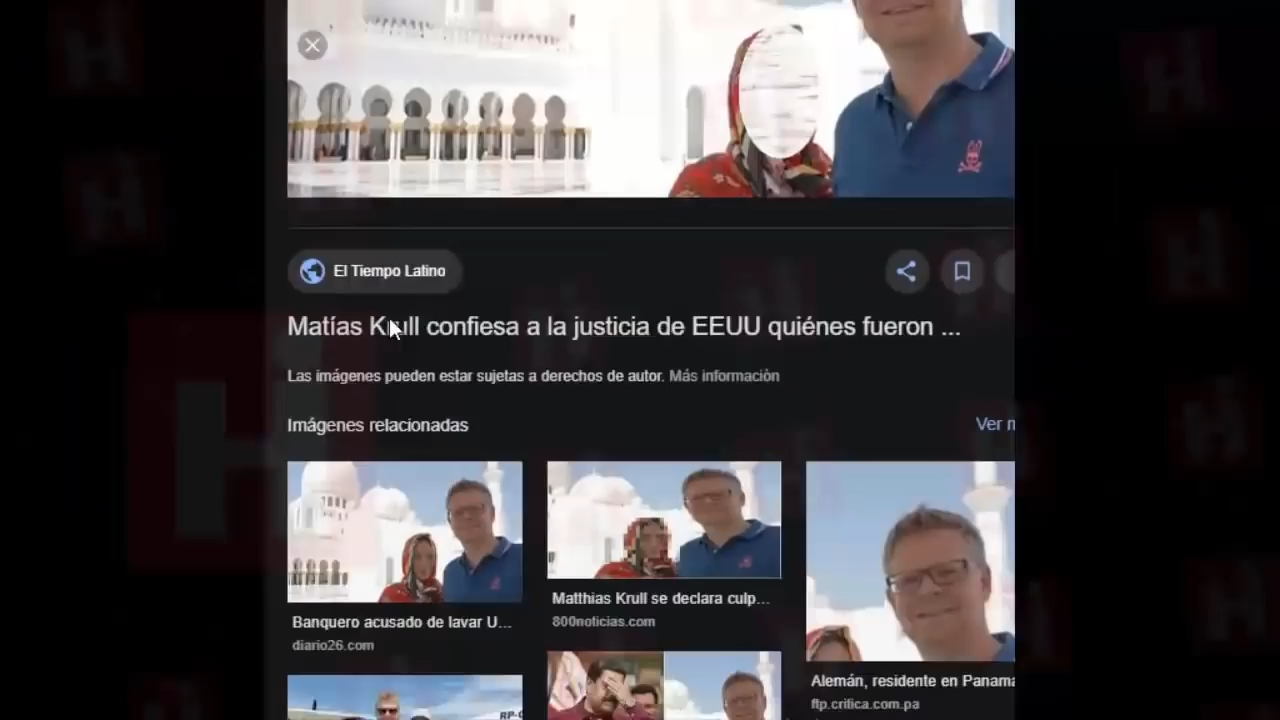 El Tiempo Latino
Matías Krull confiesa a la justicia de EEUU quiénes fueron ...
Las imágenes pueden estar sujetas a derechos de autor. Más información
Imágenes relacionadas
Ver
Banquero acusado de lavar U...
diario26.com
Matthias Krull se declara culp...
800noticias.com
Alemán, residente en Panamá
ftp.critica.com.pa
H